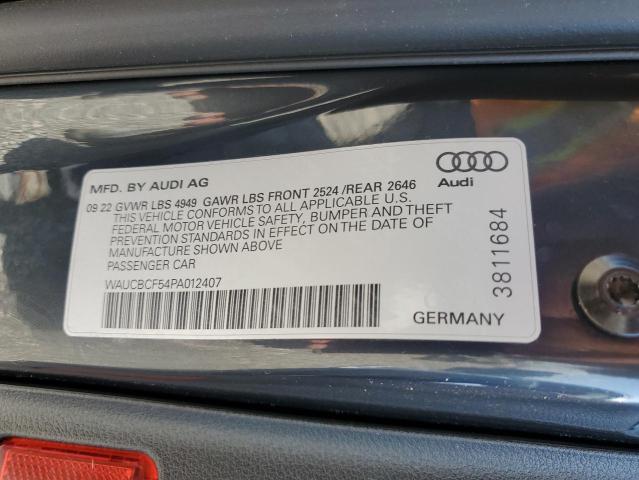 MFD. BY AUDI AG
09 22 GVWR LBS 4949 GAWR LBS FRONT 2524 /REAR 2646
THIS VEHICLE CONFORMS TO ALL APPLICABLE U.S.
FEDERAL MOTOR VEHICLE SAFETY, BUMPER AND THEFT
PREVENTION STANDARDS IN EFFECT ON THE DATE OF
MANUFACTURE SHOWN ABOVE
PASSENGER CAR
WAUCBCF54PA012407
Audi
3811684
GERMANY